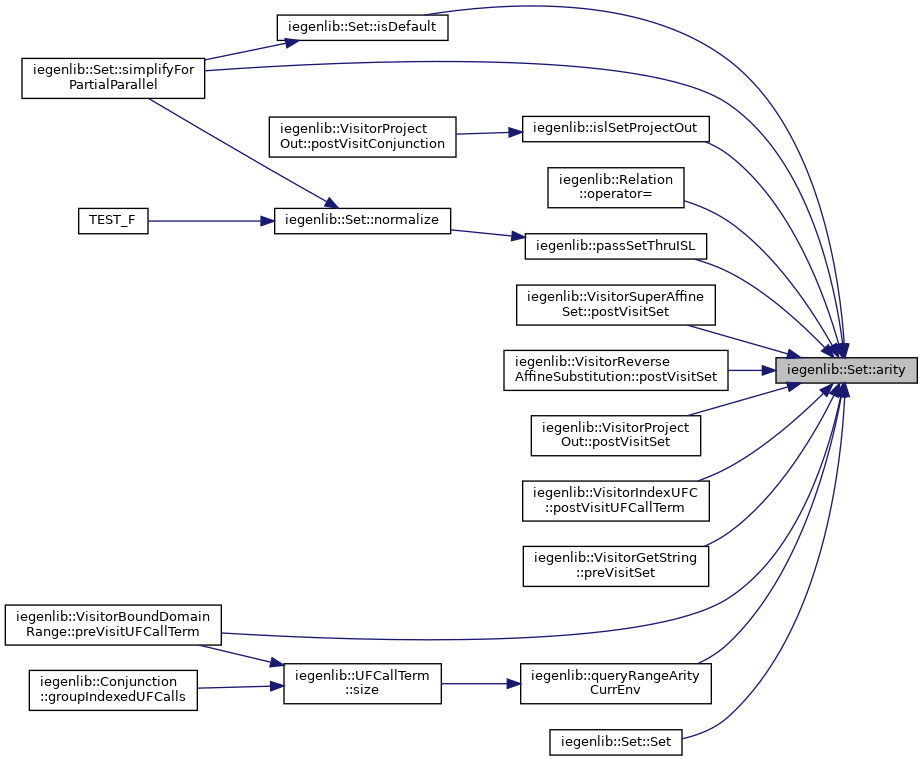 iegenlib::Set::isDefault
iegenlib::Set::simplifyFor
PartialParallel
iegenlib::VisitorProject
Out::postVisitConjunction
iegenlib::islSetProjectOut
iegenlib::Relation
::operator=
TEST_F
iegenlib::Set::normalize
iegenlib::passSetThruISL
iegenlib::VisitorSuperAffine
Set::postVisitSet
iegenlib::VisitorReverse
AffineSubstitution::postVisitSet
iegenlib::Set::arity
iegenlib::VisitorProject
Out::postVisitSet
iegenlib::VisitorIndexUFC
::postVisitUFCallTerm
iegenlib::VisitorGetString
::preVisitSet
iegenlib::VisitorBoundDomain
Range::preVisitUFCallTerm
iegenlib::Conjunction
::groupIndexedUFCalls
iegenlib::UFCallTerm
::size
iegenlib::queryRangeArity
CurrEnv
iegenlib::Set::Set